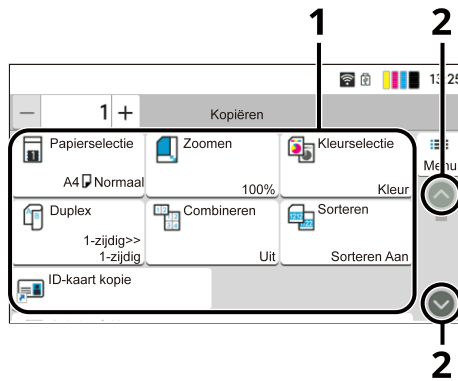 1
2
13:25
1
Kopiëren
Papierselectie
Zoomen
Kleurselectie
Menu
A4 Normaal
100%
Kleur
Duplex
Combineren
Sorteren
1-zijdig>>
1-zijdig
Uit
Sorteren Aan
ID-kaart kopie
2